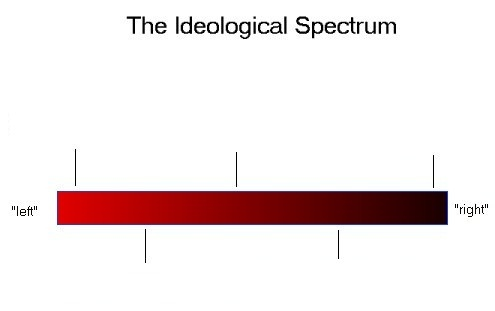 The Ideological Spectrum
"left"
"right"